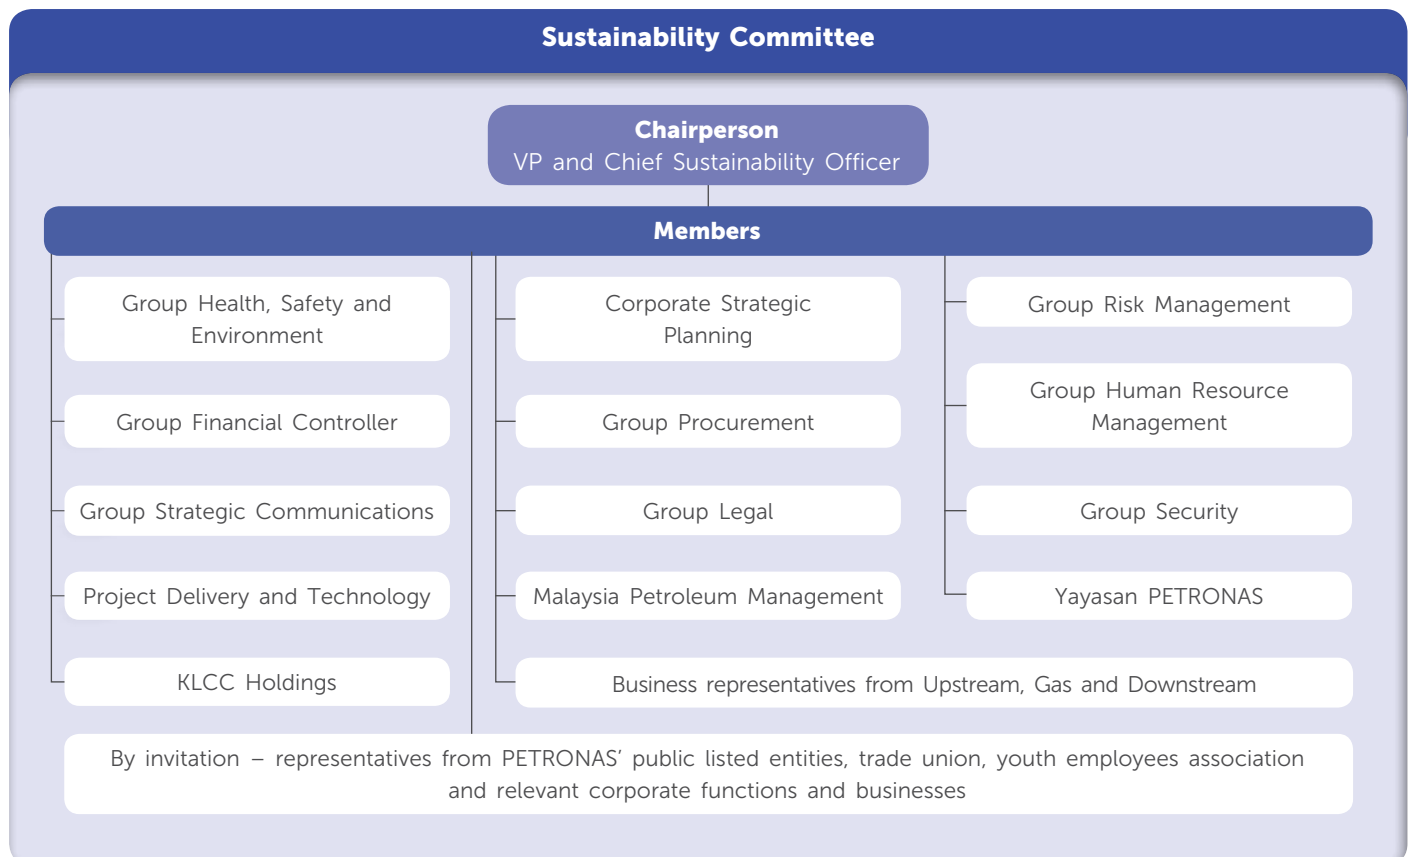 Sustainability Committee
Chairperson
VP and Chief Sustainability Officer
Members
Group Health, Safety and
Environment
Group Financial Controller
Group Strategic Communications
Project Delivery and Technology
KLCC Holdings
Corporate Strategic
Planning
Group Procurement
Group Legal
Malaysia Petroleum Management
Business representatives from Upstream, Gas and Downstream
Group Risk Management
Group Human Resource
Management
Group Security
Yayasan PETRONAS
By invitation – representatives from PETRONAS’ public listed entities, trade union, youth employees association
and relevant corporate functions and businesses